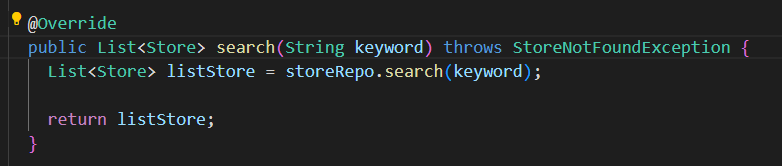 @Override
public List<Store> search(String keyword) throws StoreNotFoundException {
List<Store> listStore = storeRepo.search(keyword);
return listStore;
}